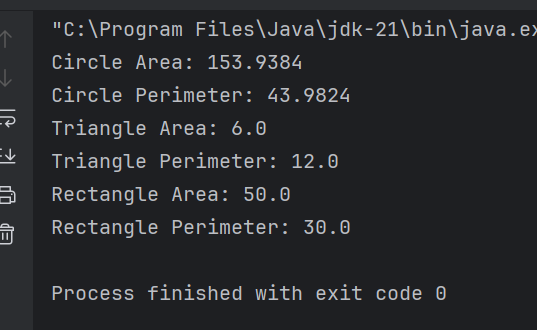 "C:\Program Files\Java\jdk-21\bin\java.ex
Circle Area: 153.9384
Circle Perimeter: 43.9824
Triangle Area: 6.0
Triangle Perimeter: 12.0
Rectangle Area: 50.0
Rectangle Perimeter: 30.0
Process finished with exit code 0